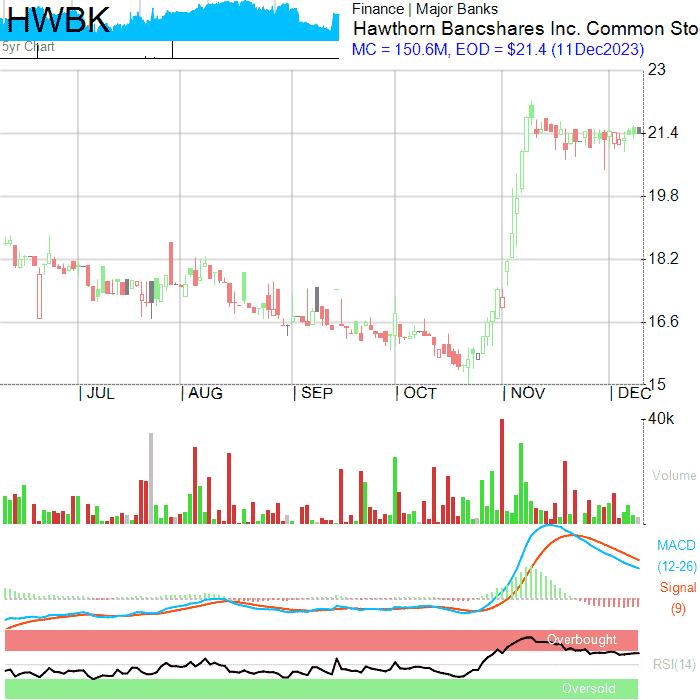 HWBK
5yr Chart
Finance | Major Banks
Hawthorn Bancshares Inc. Common Sto
MC = 150.6M, EOD = $21.4 (11Dec2023)
23
21.4
19.8
18.2
16.6
15
| JUL | AUG | SEP | OCT | NOV | DEC
40k
Volume
MACD
(12-26)
Signal
(9)
Overbought
RSI(14)
Oversold